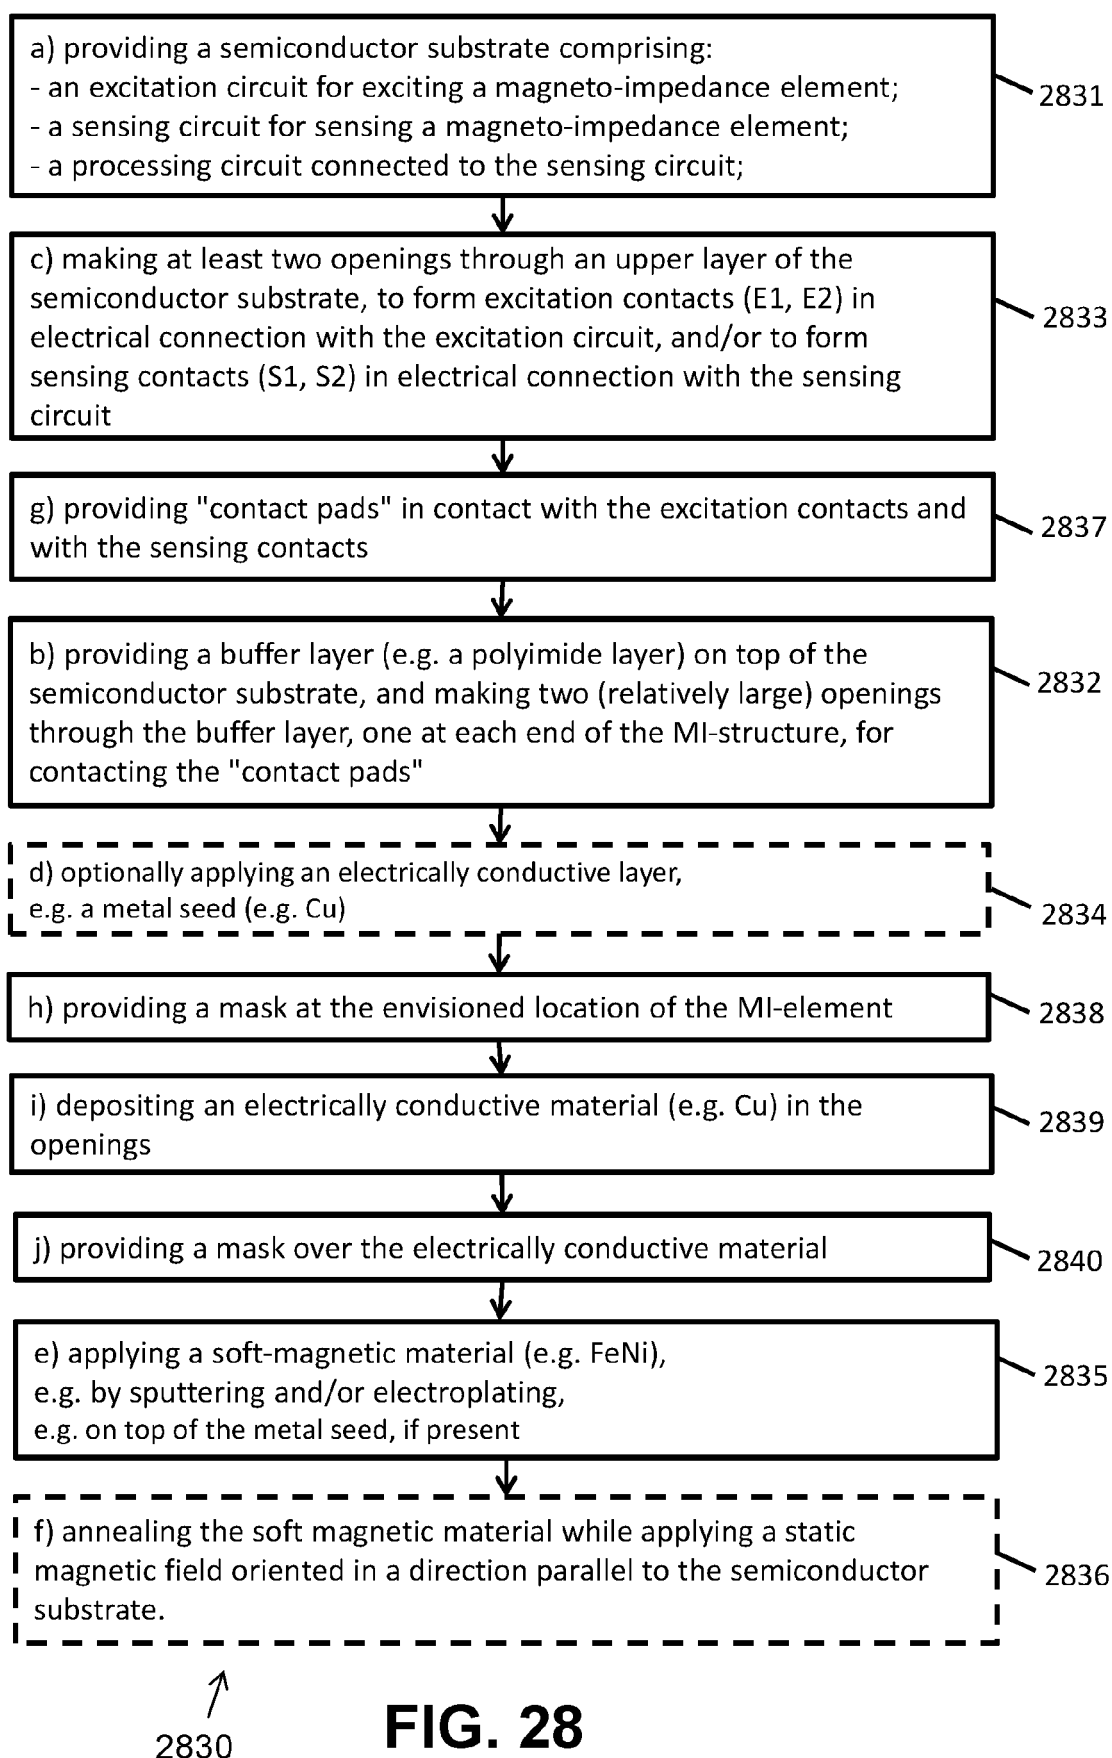 a) providing a semiconductor substrate comprising:
- an excitation circuit for exciting a magneto-impedance element;
- a sensing circuit for sensing a magneto-impedance element;
- a processing circuit connected to the sensing circuit;
2831
c) making at least two openings through an upper layer of the
semiconductor substrate, to form excitation contacts (E1, E2) in
electrical connection with the excitation circuit, and/or to form
sensing contacts (S1, S2) in electrical connection with the sensing
circuit
2833
g) providing "contact pads" in contact with the excitation contacts and
with the sensing contacts
2837
b) providing a buffer layer (e.g. a polyimide layer) on top of the
semiconductor substrate, and making two (relatively large) openings
through the buffer layer, one at each end of the MI-structure, for
contacting the "contact pads"
2832
d) optionally applying an electrically conductive layer,
e.g. a metal seed (e.g. Cu)
2834
h) providing a mask at the envisioned location of the MI-element
2838
i) depositing an electrically conductive material (e.g. Cu) in the
openings
2839
j) providing a mask over the electrically conductive material
2840
e) applying a soft-magnetic material (e.g. FeNi),
e.g. by sputtering and/or electroplating,
e.g. on top of the metal seed, if present
2835
f) annealing the soft magnetic material while applying a static
magnetic field oriented in a direction parallel to the semiconductor
substrate.
2836
2830
FIG. 28